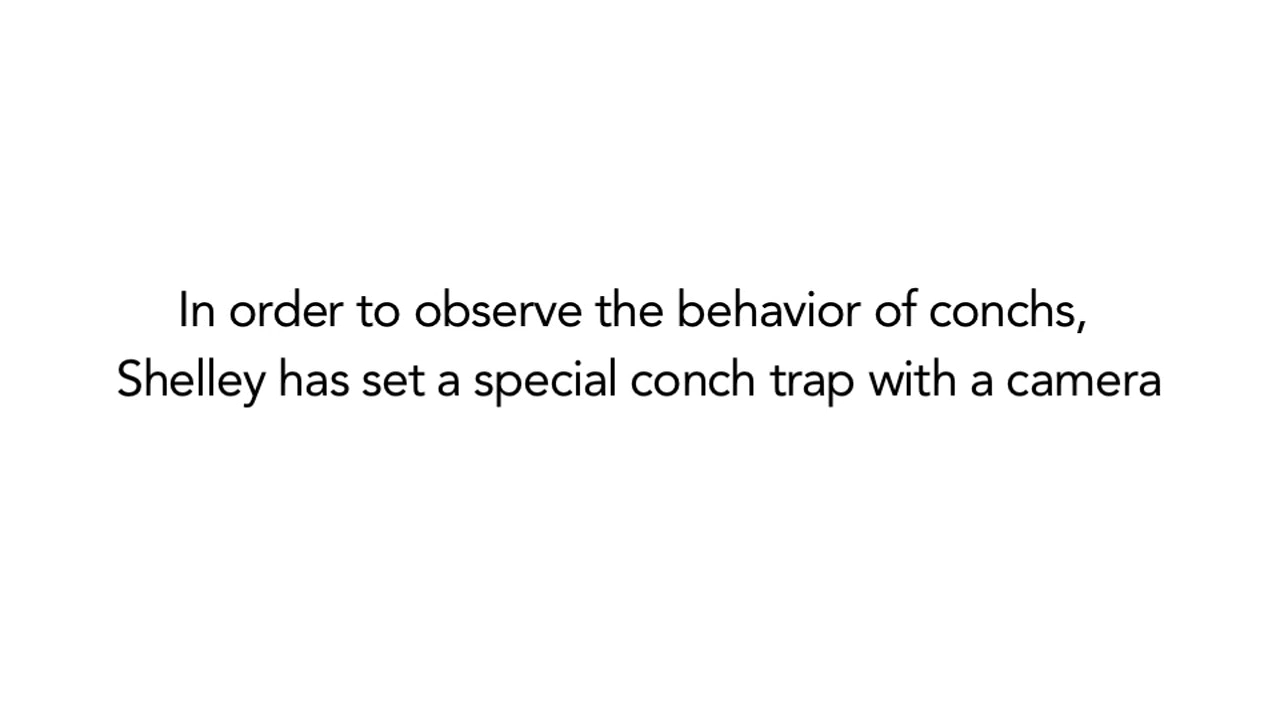 In order to observe the behavior of conchs,
Shelley has set a special conch trap with a camera